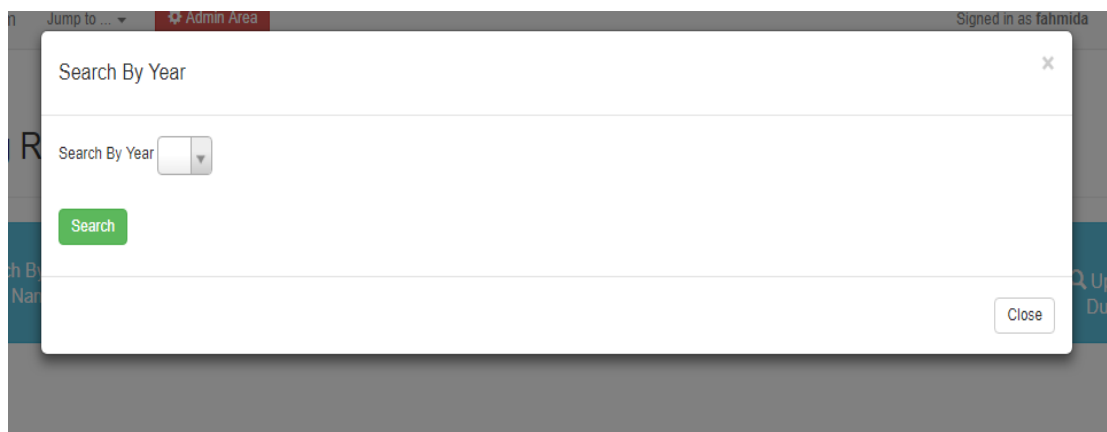 Jump to ... Admin Area Signed in as fahmida
Search By Year ×
R
Search By Year
Search
Close